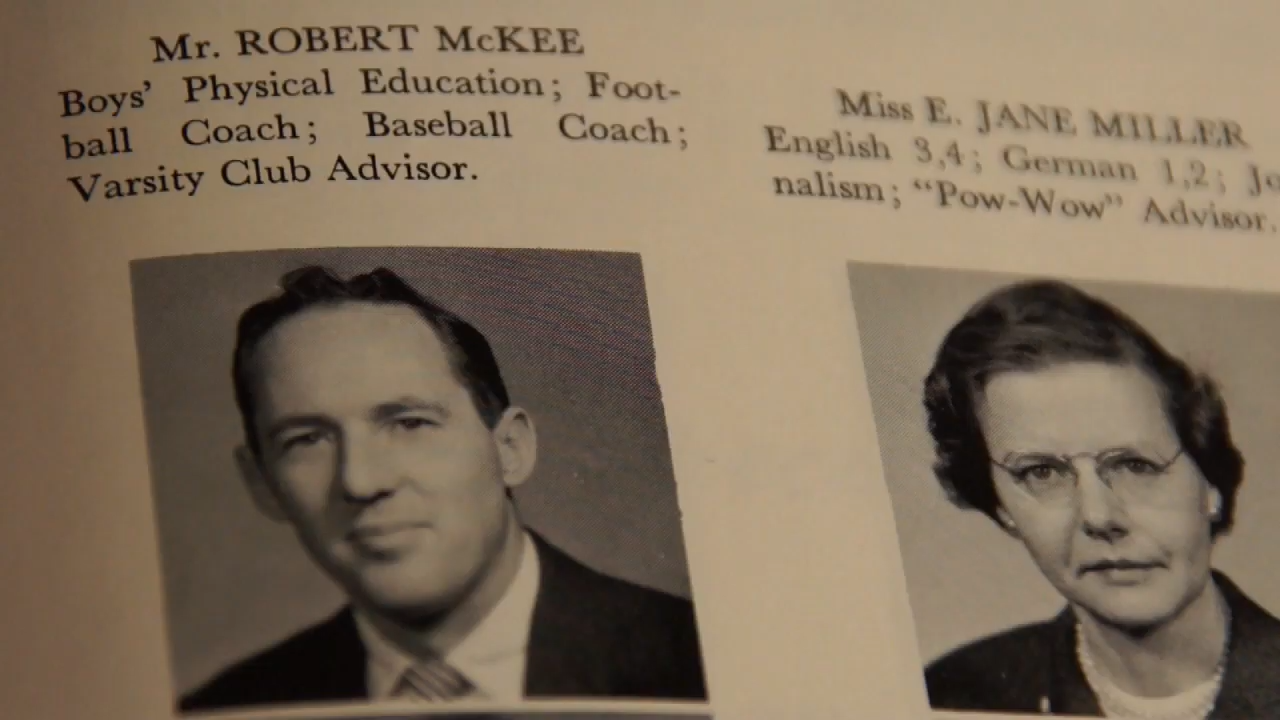 Mr. ROBERT McKEE
Boys' Physical Education; Foot-
ball Coach; Baseball Coach;
Varsity Club Advisor.
Miss E. JANE MILLER
English 3,4; German 1,2; Jo
nalism; "Pow-Wow" Advisor.